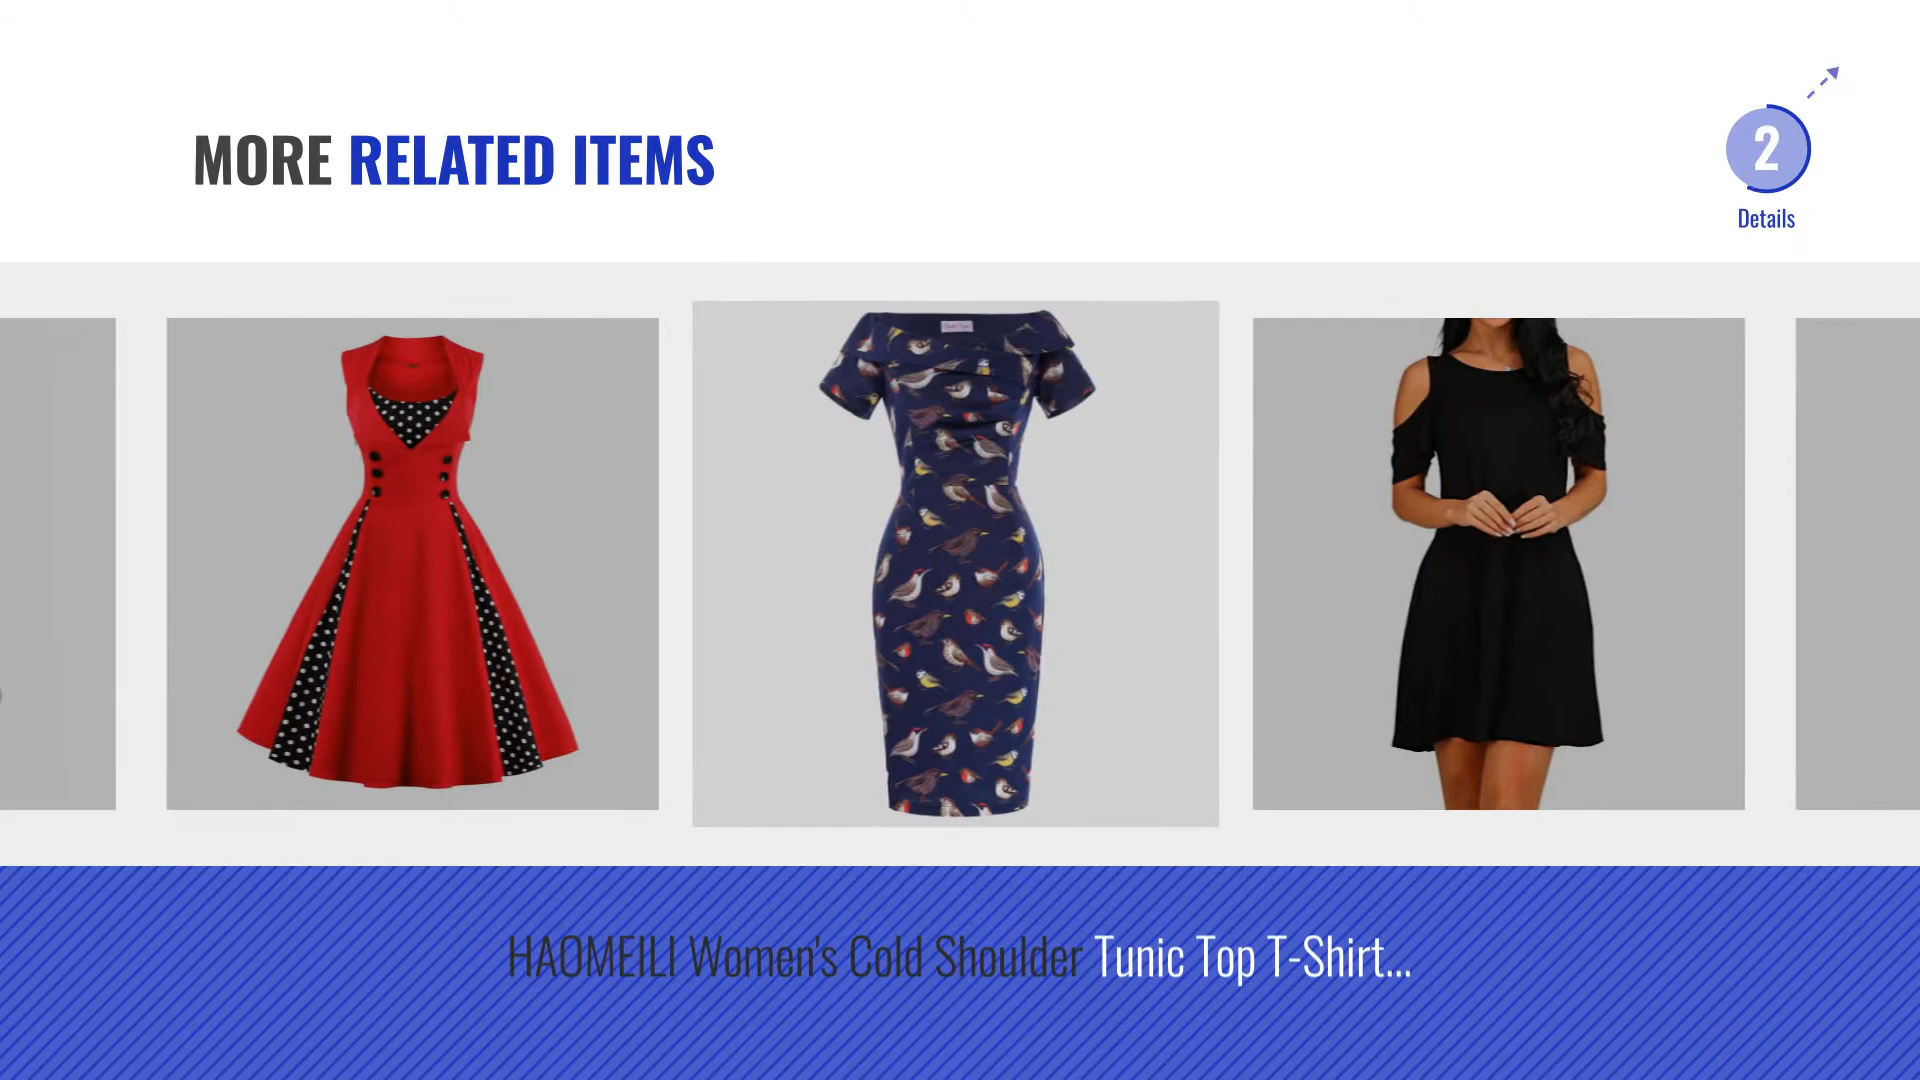 MORE RELATED ITEMS
2
Details
HAOMEILI Women's Cold Shoulder Tunic Top T-Shirt...